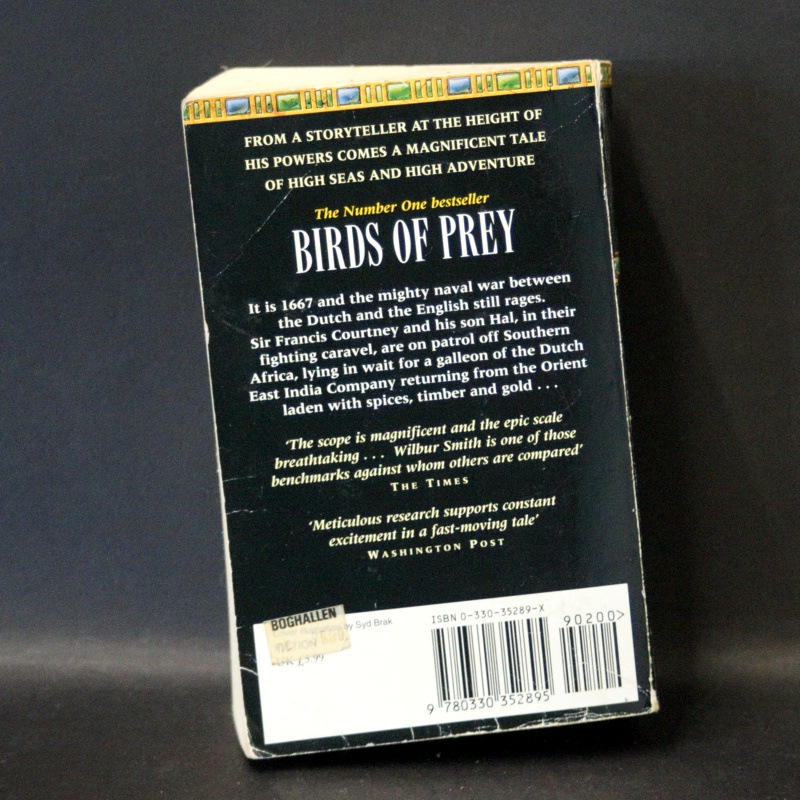 FROM A STORYTELLER AT THE HEIGHT OF
HIS POWERS COMES A MAGNIFICENT TALE
OF HIGH SEAS AND HIGH ADVENTURE
The Number One bestseller
BIRDS OF PREY
It is 1667 and the mighty naval war between
the Dutch and the English still rages.
Sir Francis Courtney and his son Hal, in their
fighting caravel, are on patrol off Southern
Africa, lying in wait for a galleon of the Dutch
East India Company returning from the Orient
laden with spices, timber and gold . . .
‘The scope is magnificent and the epic scale
breathtaking . . . Wilbur Smith is one of those
benchmarks against whom others are compared’
THE TIMES
‘Meticulous research supports constant
excitement in a fast-moving tale’
WASHINGTON POST
BOGHALLEN
by Syd Brak
ISBN 0-330-35289-X
90200>
9 780330 352895